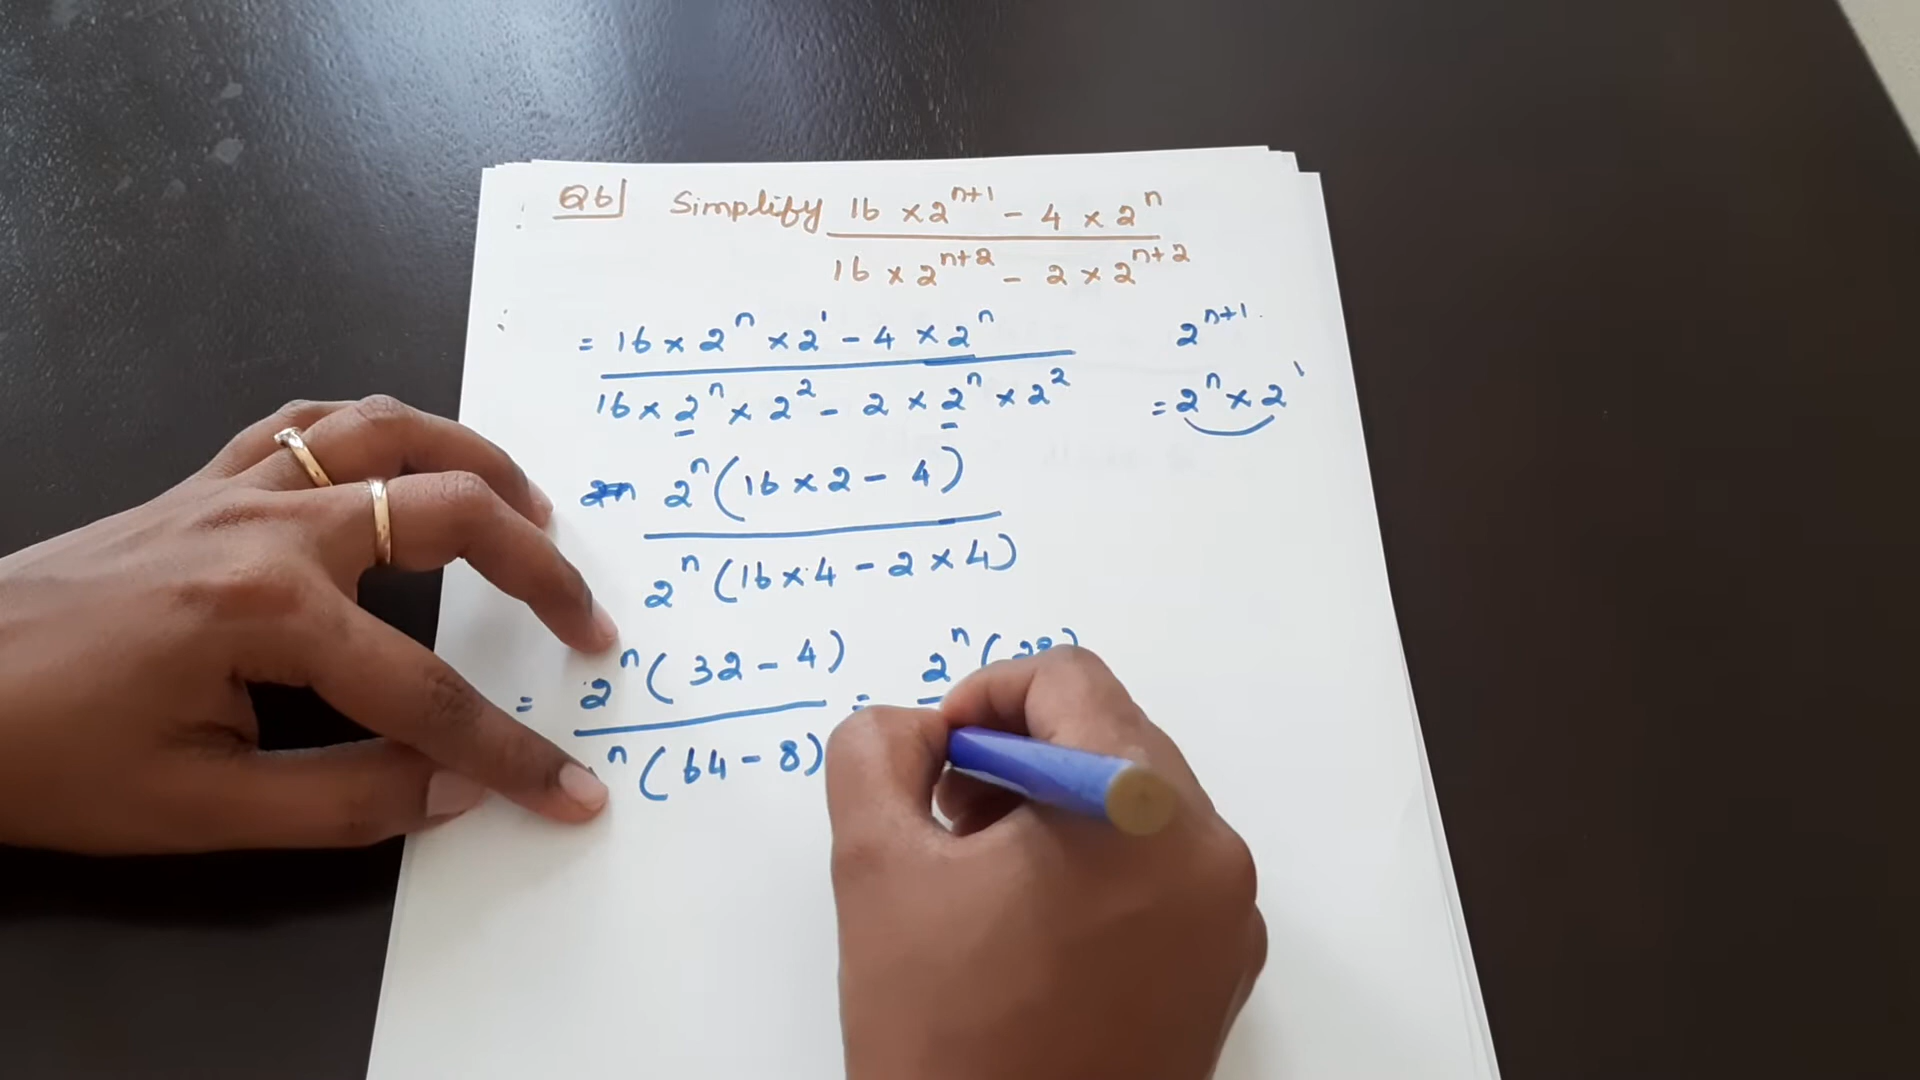 Q6 Simplify 16 × 2^{n+1} - 4 × 2^n
16 × 2^{n+2} - 2 × 2^{n+2}
= 16 × 2^n × 2^1 - 4 × 2^n
16 × 2^n × 2^2 - 2 × 2^n × 2^2
2^{n+1}.
= 2^n × 2^1
2^n (16 × 2 - 4)
2^n (16 × 4 - 2 × 4)
= 2^n (32 - 4)
^n (64 - 8)
= 2^n (28)